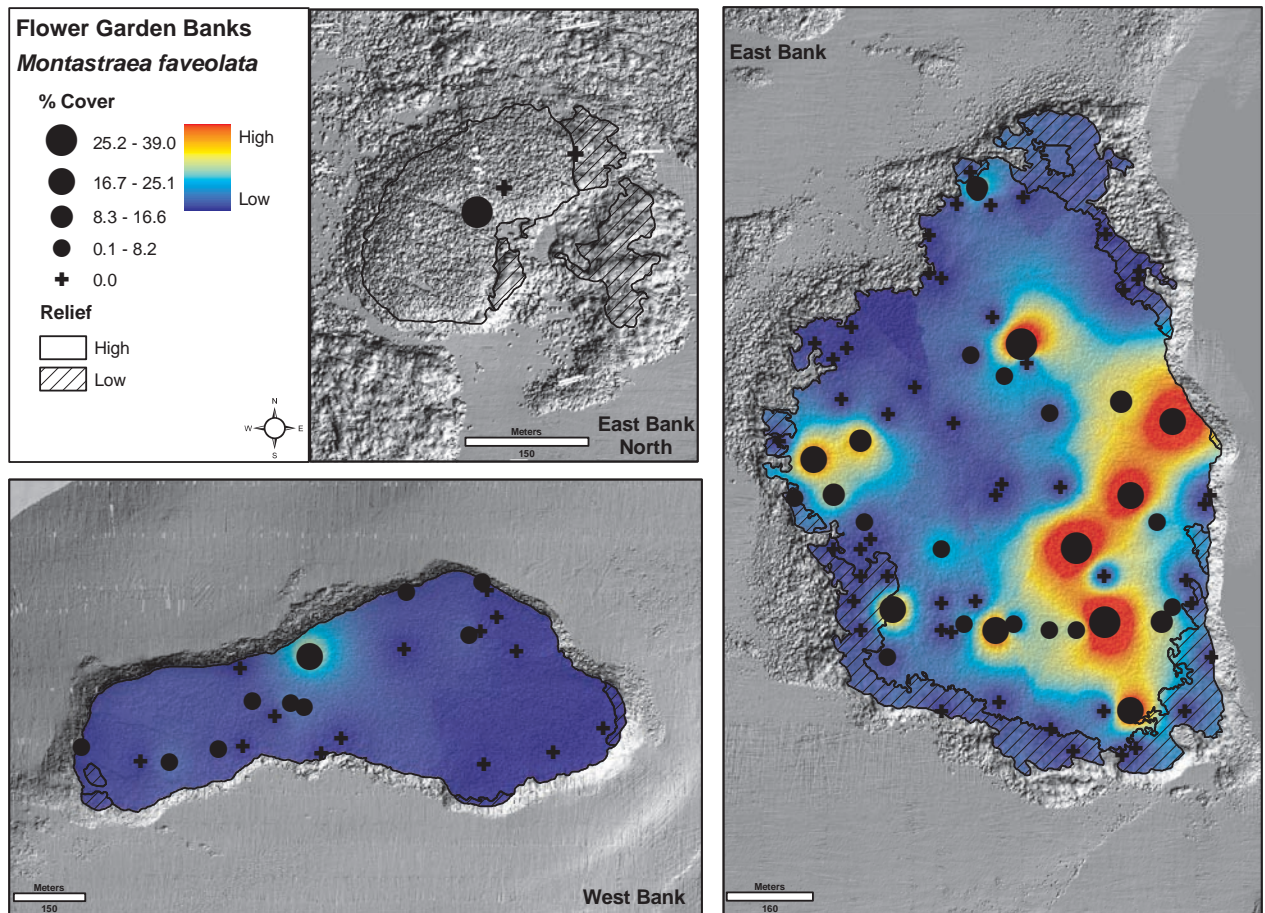 Flower Garden Banks
Montastraea faveolata
% Cover
25.2 - 39.0
16.7 - 25.1
8.3 - 16.6
0.1 - 8.2
0.0
High
Low
Relief
High
Low
N
W E
S
Meters
150
East Bank
North
East Bank
Meters
160
Meters
150
West Bank